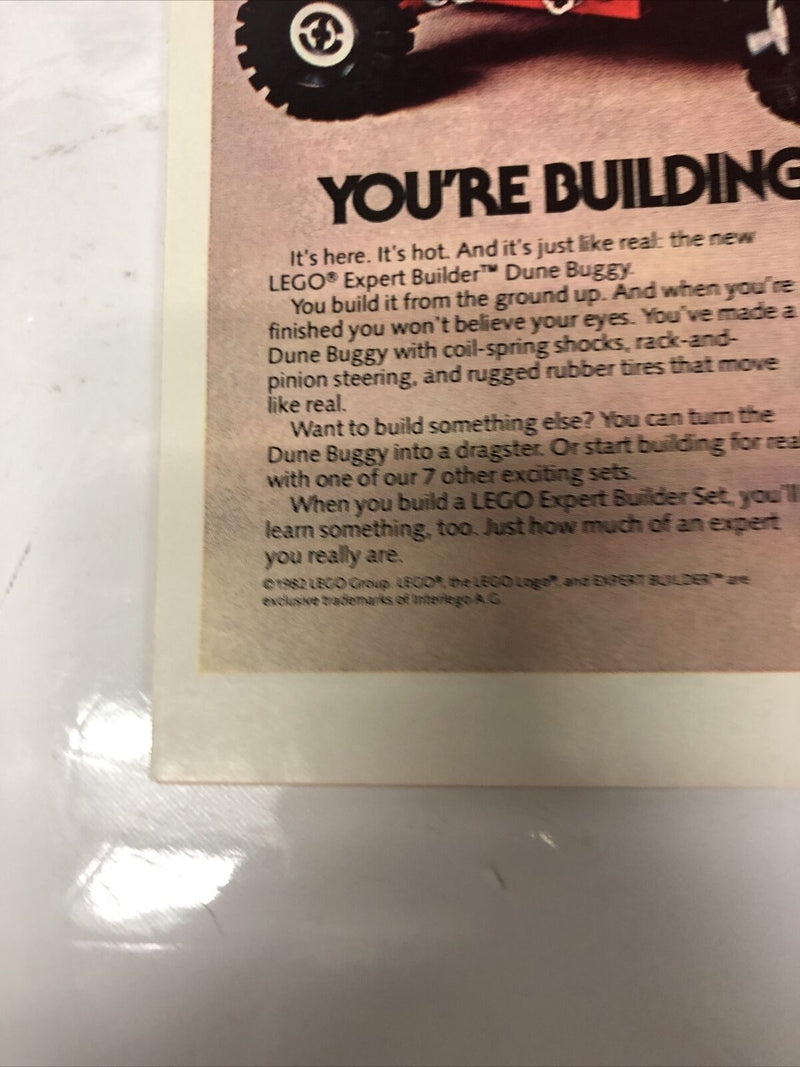 YOU'RE BUILDING
It's here. It's hot. And it's just like real: the new
LEGO® Expert Builder™ Dune Buggy.
You build it from the ground up. And when you're
finished you won't believe your eyes. You've made a
Dune Buggy with coil-spring shocks, rack-and-
pinion steering, and rugged rubber tires that move
like real.
Want to build something else? You can turn the
Dune Buggy into a dragster. Or start building for real
with one of our 7 other exciting sets.
When you build a LEGO Expert Builder Set, you'll
learn something, too. Just how much of an expert
you really are.
©1982 LEGO Group. LEGO®, the LEGO Logo®, and EXPERT BUILDER™ are
exclusive trademarks of Interlego A.G.